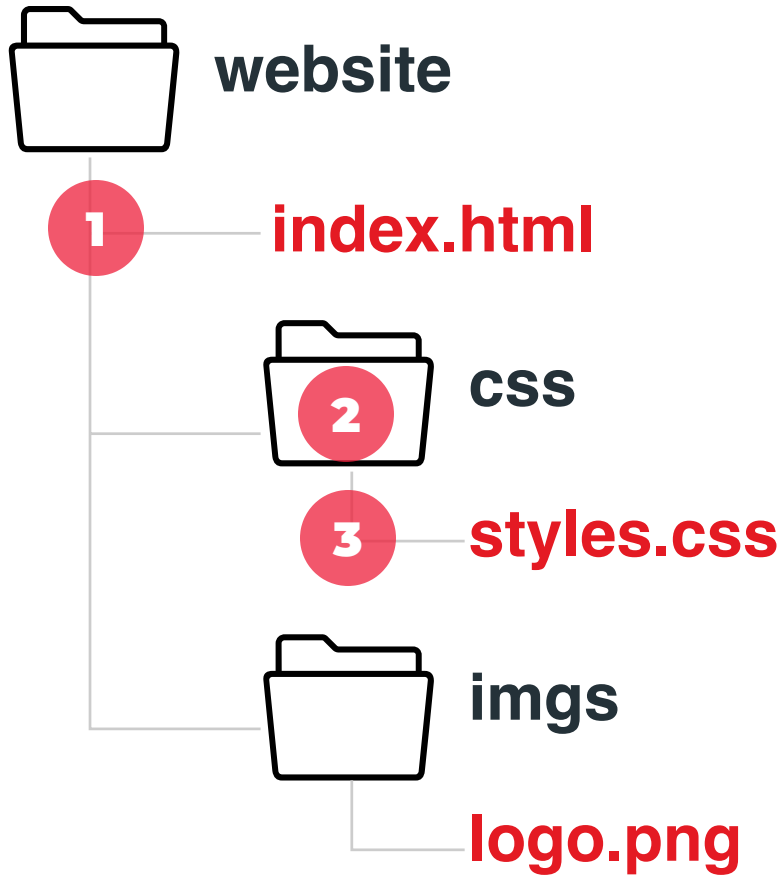 website
1 index.html
css
2
3 styles.css
imgs
logo.png